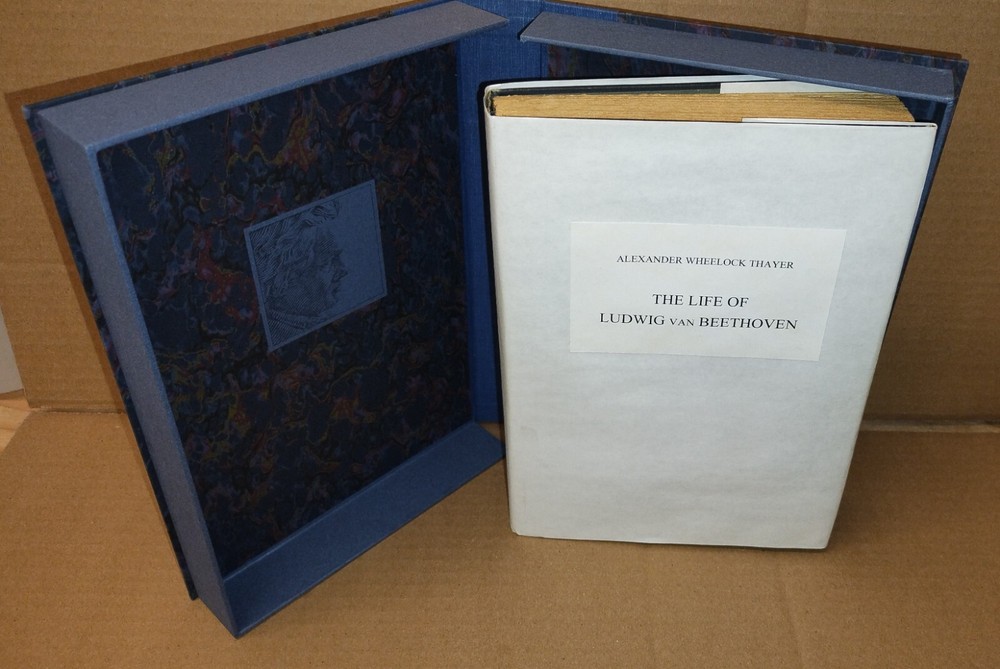 ALEXANDER WHEELOCK THAYER
THE LIFE OF
LUDWIG VAN BEETHOVEN